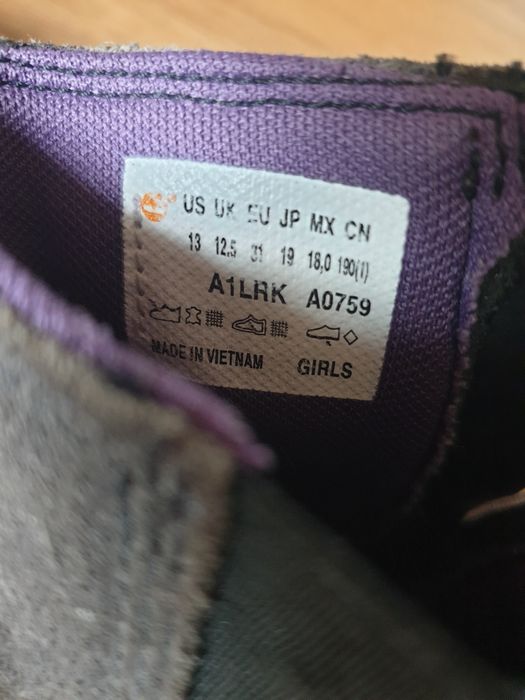 US UK EU JP MX CN
13 12,5 31 19 18,0 190(1)
A1LRK A0759
MADE IN VIETNAM GIRLS